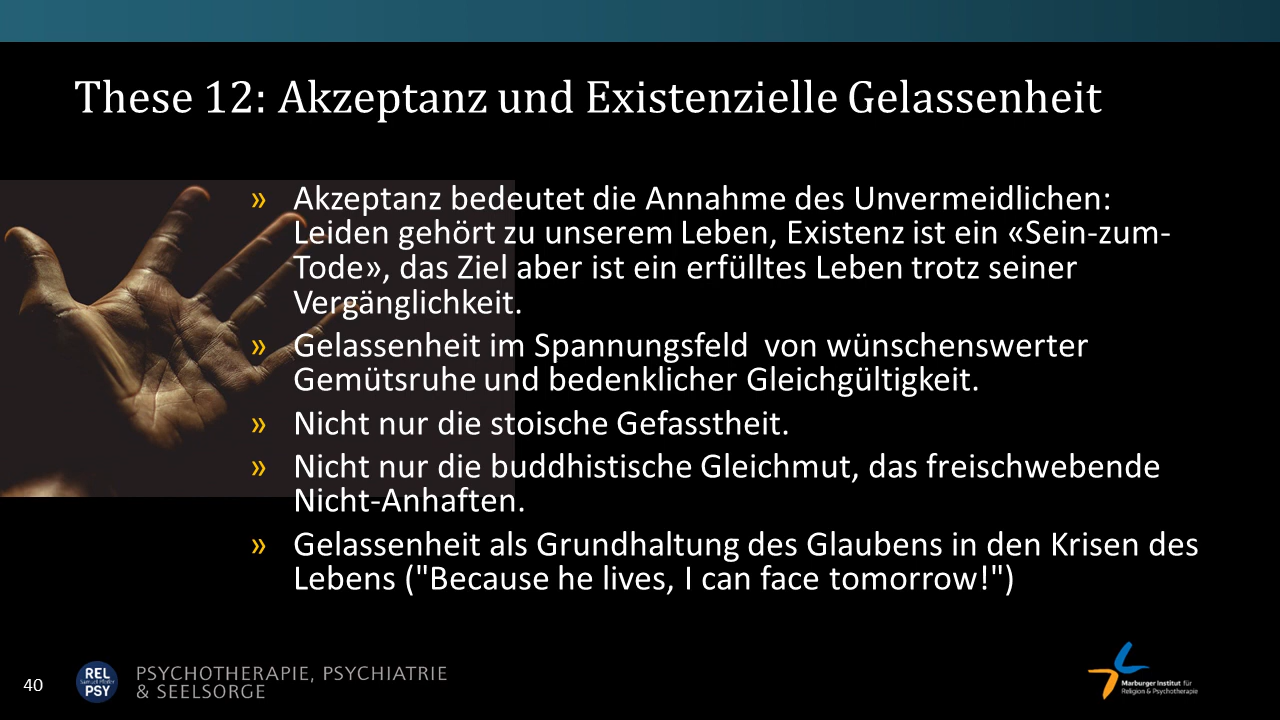 These 12: Akzeptanz und Existenzielle Gelassenheit
» Akzeptanz bedeutet die Annahme des Unvermeidlichen:
Leiden gehört zu unserem Leben, Existenz ist ein «Sein-zum-
Tode», das Ziel aber ist ein erfülltes Leben trotz seiner
Vergänglichkeit.
» Gelassenheit im Spannungsfeld  von wünschenswerter
Gemütsruhe und bedenklicher Gleichgültigkeit.
» Nicht nur die stoische Gefasstheit.
» Nicht nur die buddhistische Gleichmut, das freischwebende
Nicht-Anhaften.
» Gelassenheit als Grundhaltung des Glaubens in den Krisen des
Lebens ("Because he lives, I can face tomorrow!")
40
REL
Samuel Pfeifer
PSY
PSYCHOTHERAPIE, PSYCHIATRIE
& SEELSORGE
Marburger Institut für
Religion & Psychotherapie